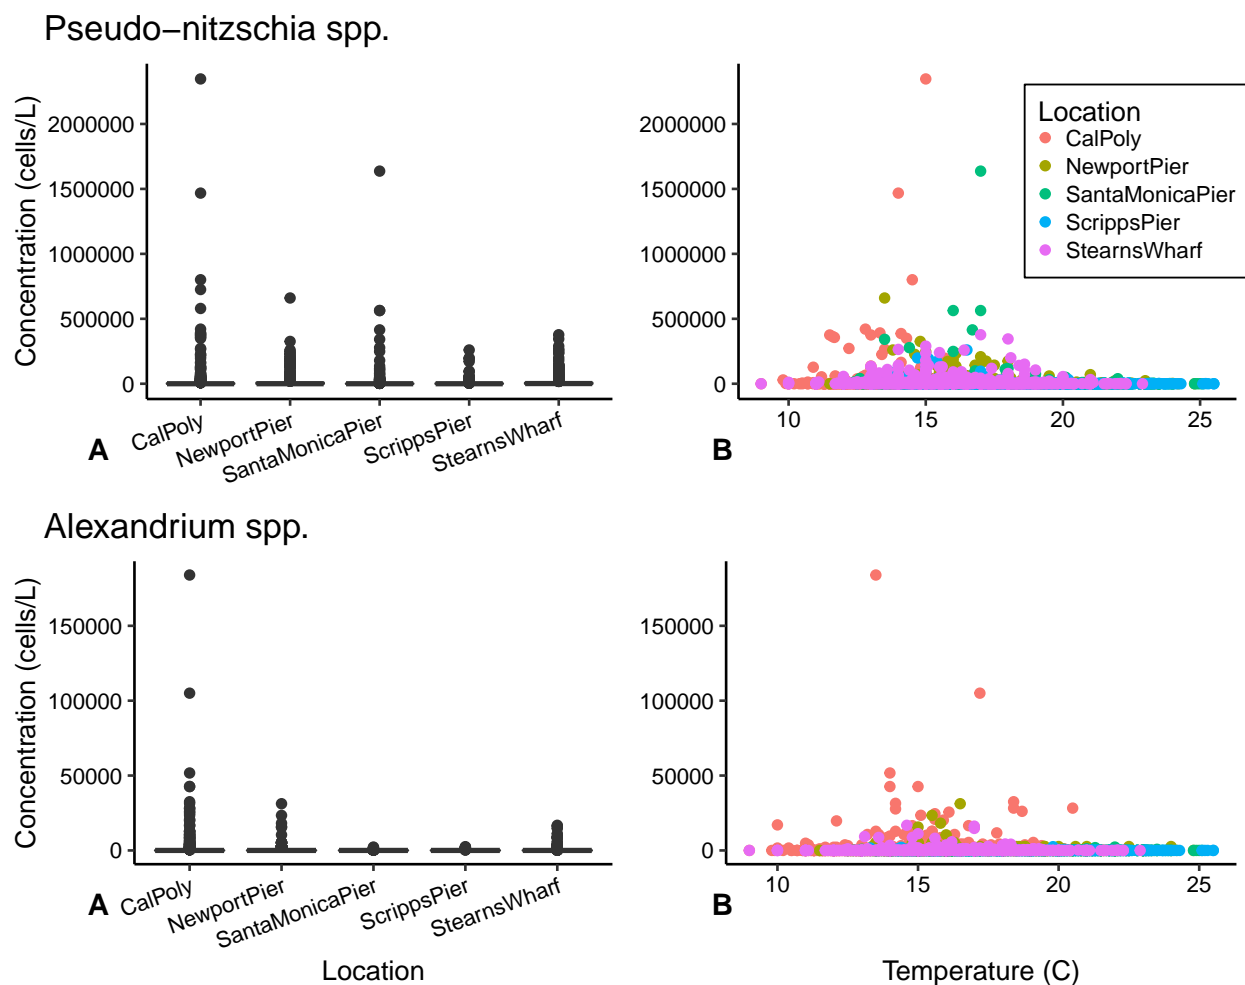 Pseudo−nitzschia spp.
Concentration (cells/L)
2000000
1500000
1000000
500000
0
CalPoly
NewportPier
SantaMonicaPier
ScrippsPier
StearnsWharf
A
2000000
1500000
1000000
500000
0
10
15
20
25
B
Location
CalPoly
NewportPier
SantaMonicaPier
ScrippsPier
StearnsWharf
Alexandrium spp.
Concentration (cells/L)
150000
100000
50000
0
CalPoly
NewportPier
SantaMonicaPier
ScrippsPier
StearnsWharf
A
Location
150000
100000
50000
0
10
15
20
25
B
Temperature (C)